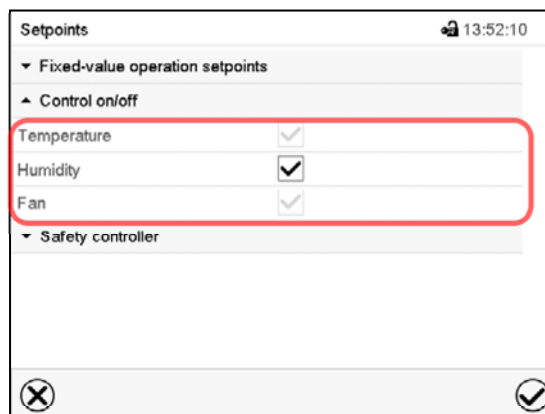 Setpoints 13:52:10
Fixed-value operation setpoints
Control on/off
Temperature
Humidity
Fan
Safety controller